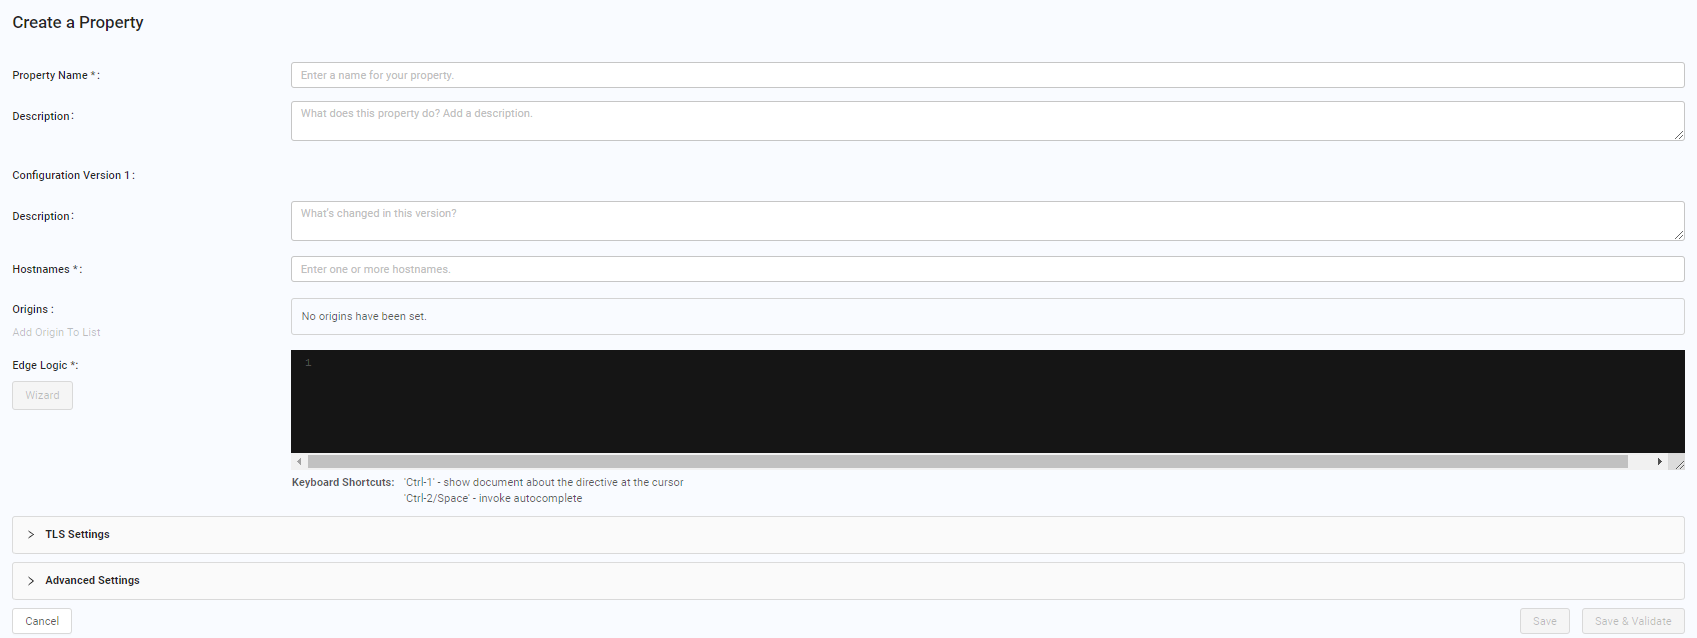 Create a Property
Property Name * :
Enter a name for your property.
Description :
What does this property do? Add a description.
Configuration Version 1 :
Description :
What's changed in this version?
Hostnames * :
Enter one or more hostnames.
Origins :
Add Origin To List
No origins have been set.
Edge Logic *:
Wizard
1
Keyboard Shortcuts: 'Ctrl-1' - show document about the directive at the cursor
'Ctrl-2/Space' - invoke autocomplete
TLS Settings
Advanced Settings
Cancel
Save
Save & Validate